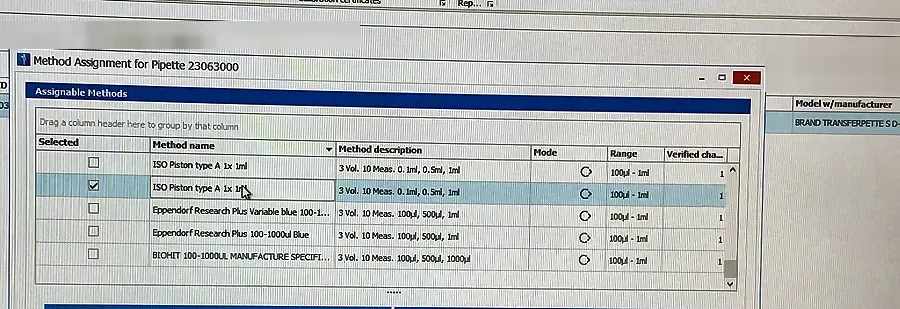 Calibration certificates Rep...
Method Assignment for Pipette 23063000
Assignable Methods
Model w/manufacturer
BRAND TRANSFERPETTE S D-
Drag a column header here to group by that column
Selected Method name Method description Mode Range Verified cha...
ISO Piston type A 1x 1ml 3 Vol. 10 Meas. 0.1ml, 0.5ml, 1ml 100µl - 1ml 1
ISO Piston type A 1x 1ml 3 Vol. 10 Meas. 0.1ml, 0.5ml, 1ml 100µl - 1ml 1
Eppendorf Research Plus Variable blue 100-1... 3 Vol. 10 Meas. 100µl, 500µl, 1ml 100µl - 1ml 1
Eppendorf Research Plus 100-1000ul Blue 3 Vol. 10 Meas. 100µl, 500µl, 1ml 100µl - 1ml 1
BIOHIT 100-1000UL MANUFACTURE SPECIFI... 3 Vol. 10 Meas. 100µl, 500µl, 1000µl 100µl - 1ml 1